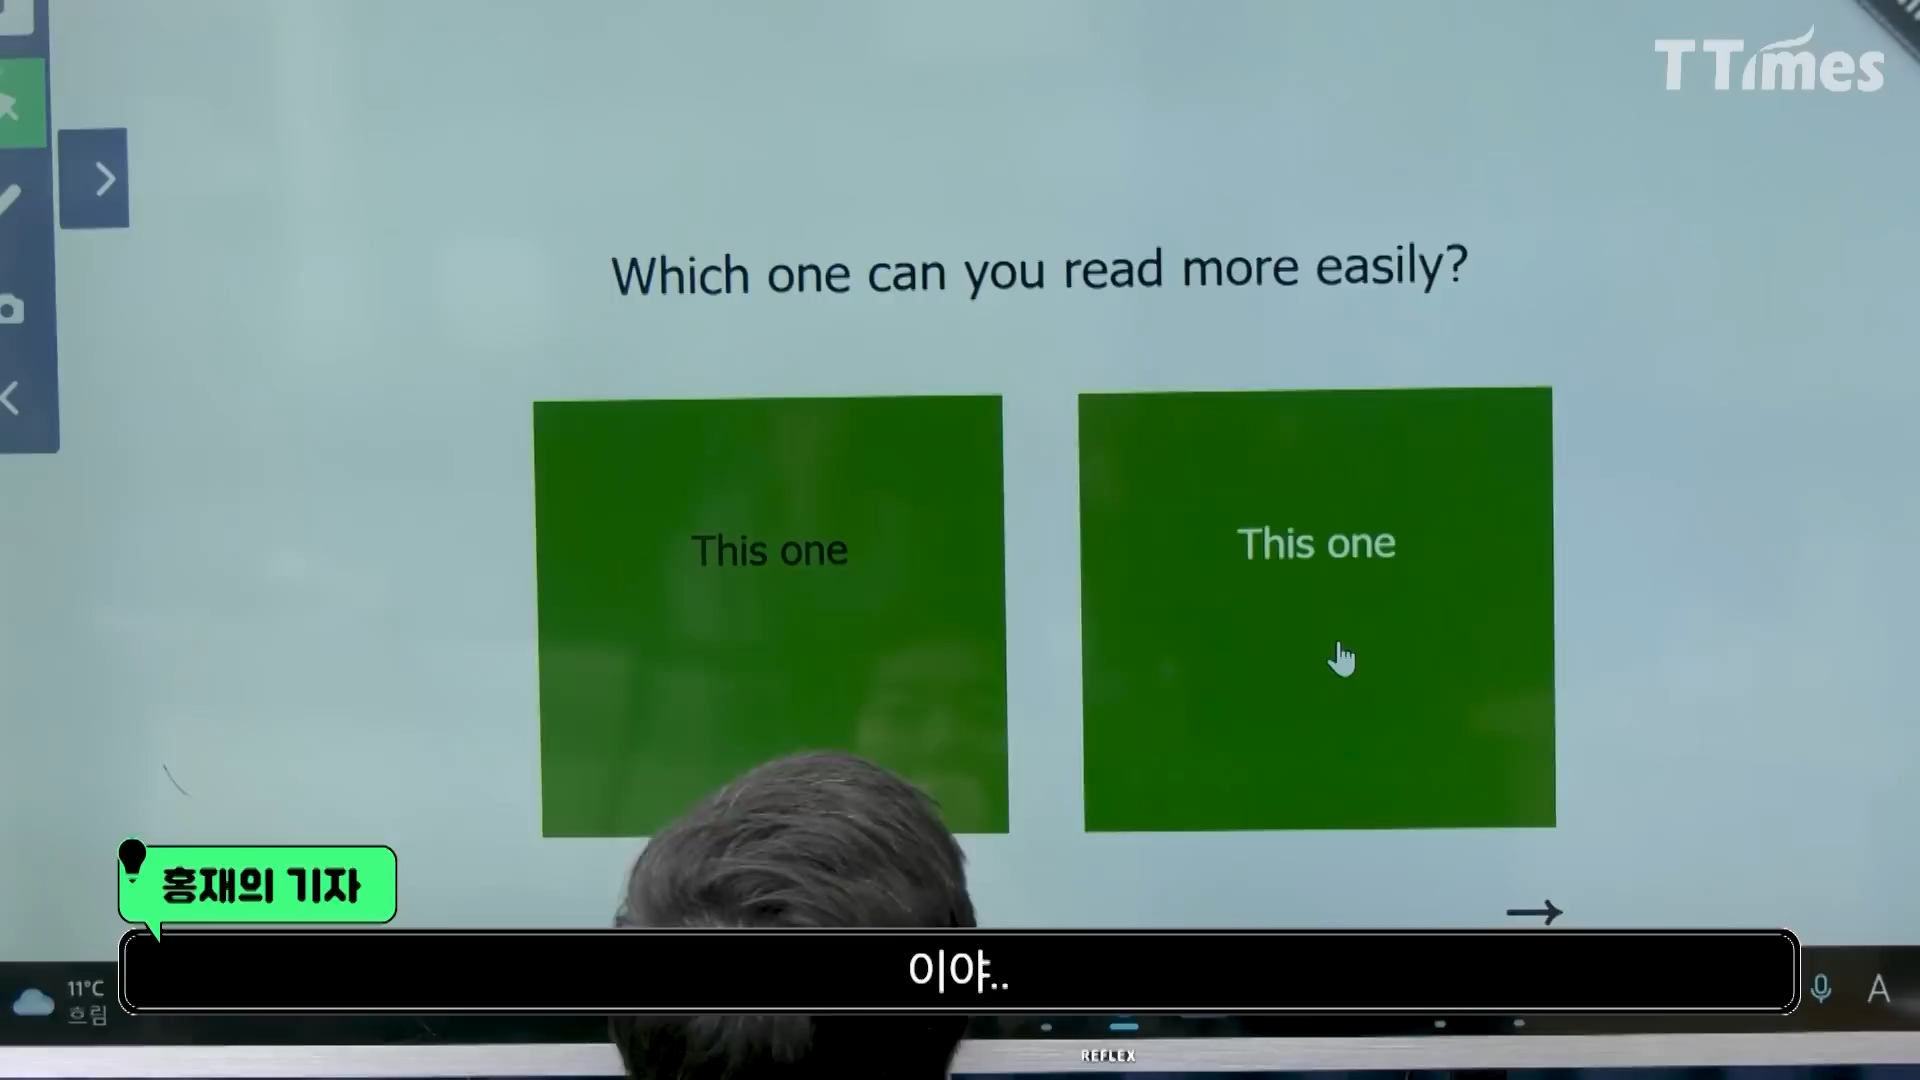 TTimes
Which one can you read more easily?
This one
This one
홍재의 기자
이야..
11°C
흐림
A
REFLEX